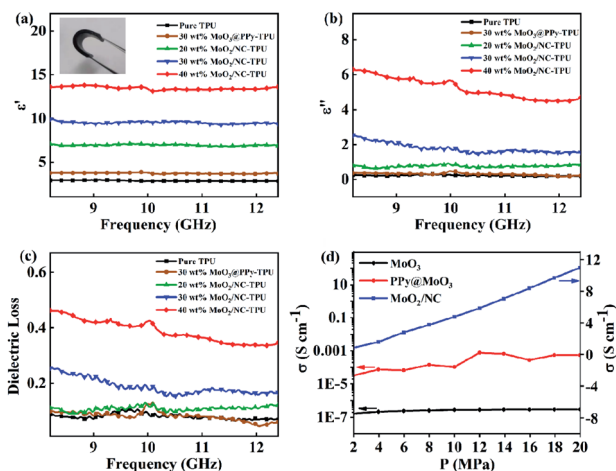 (a)
Pure TPU
30 wt% MoO3@PPy-TPU
20 wt% MoO2/NC-TPU
30 wt% MoO2/NC-TPU
40 wt% MoO2/NC-TPU
20
15
10
5
ε'
9 10 11 12
Frequency (GHz)
(b)
Pure TPU
30 wt% MoO3@PPy-TPU
20 wt% MoO2/NC-TPU
30 wt% MoO2/NC-TPU
40 wt% MoO2/NC-TPU
8
6
4
2
0
ε''
9 10 11 12
Frequency (GHz)
(c)
Pure TPU
30 wt% MoO3@PPy-TPU
20 wt% MoO2/NC-TPU
30 wt% MoO2/NC-TPU
40 wt% MoO2/NC-TPU
0.6
0.4
0.2
Dielectric Loss
9 10 11 12
Frequency (GHz)
(d)
MoO3
PPy@MoO3
MoO2/NC
1000
10
0.1
0.001
1E-5
1E-7
σ (S cm⁻¹)
12
8
4
0
-4
-8
σ (S cm⁻¹)
2 4 6 8 10 12 14 16 18 20
P (MPa)